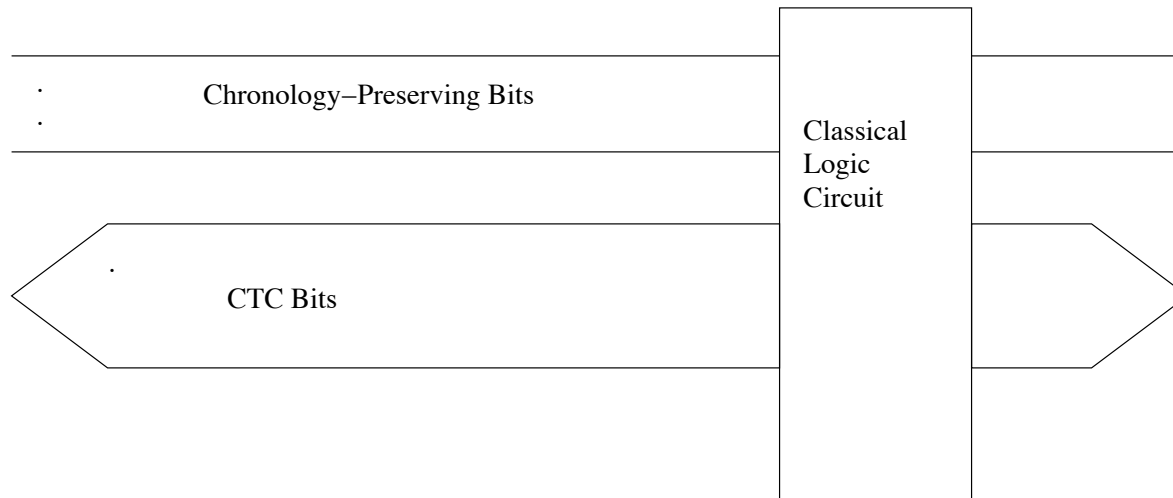 Chronology–Preserving Bits
Classical
Logic
Circuit
CTC Bits